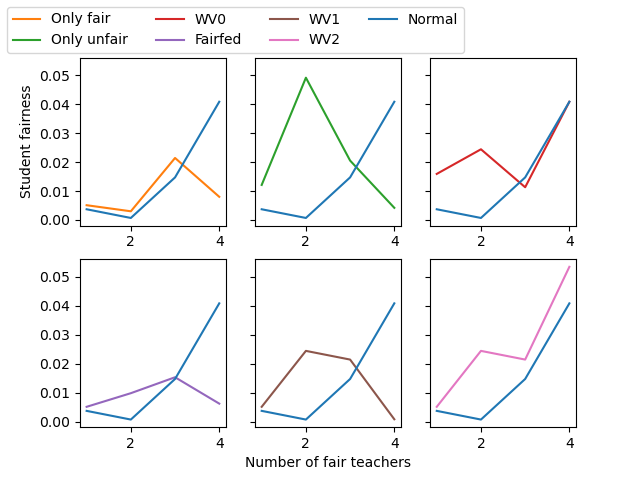 Only fair WV0 WV1 Normal
Only unfair Fairfed WV2
0.05
0.04
0.03
0.02
0.01
0.00
Student fairness
2 4 2 4 2 4
0.05
0.04
0.03
0.02
0.01
0.00
2 4 2 4 2 4
Number of fair teachers